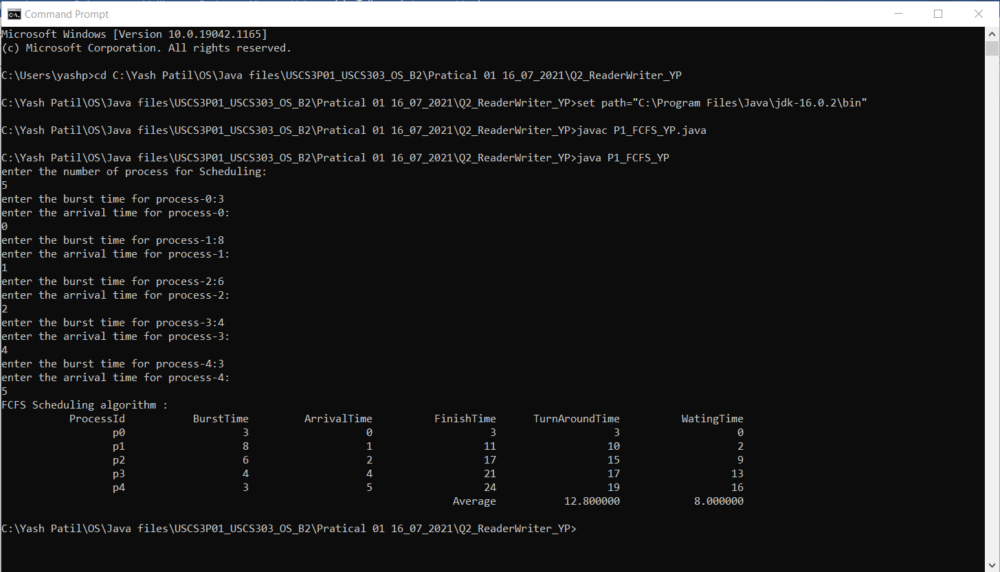 Command Prompt
Microsoft Windows [Version 10.0.19042.1165]
(c) Microsoft Corporation. All rights reserved.
C:\Users\yashp>cd C:\Yash Patil\OS\Java files\USCS3P01_USCS303_OS_B2\Pratical 01 16_07_2021\Q2_ReaderWriter_YP
C:\Yash Patil\OS\Java files\USCS3P01_USCS303_OS_B2\Pratical 01 16_07_2021\Q2_ReaderWriter_YP>set path="C:\Program Files\Java\jdk-16.0.2\bin"
C:\Yash Patil\OS\Java files\USCS3P01_USCS303_OS_B2\Pratical 01 16_07_2021\Q2_ReaderWriter_YP>javac P1_FCFS_YP.java
C:\Yash Patil\OS\Java files\USCS3P01_USCS303_OS_B2\Pratical 01 16_07_2021\Q2_ReaderWriter_YP>java P1_FCFS_YP
enter the number of process for Scheduling:
5
enter the burst time for process-0:3
enter the arrival time for process-0:
0
enter the burst time for process-1:8
enter the arrival time for process-1:
1
enter the burst time for process-2:6
enter the arrival time for process-2:
2
enter the burst time for process-3:4
enter the arrival time for process-3:
4
enter the burst time for process-4:3
enter the arrival time for process-4:
5
FCFS Scheduling algorithm :
ProcessId BurstTime ArrivalTime FinishTime TurnAroundTime WatingTime
p0 3 0 3 3 0
p1 8 1 11 10 2
p2 6 2 17 15 9
p3 4 4 21 17 13
p4 3 5 24 19 16
Average 12.800000 8.000000
C:\Yash Patil\OS\Java files\USCS3P01_USCS303_OS_B2\Pratical 01 16_07_2021\Q2_ReaderWriter_YP>